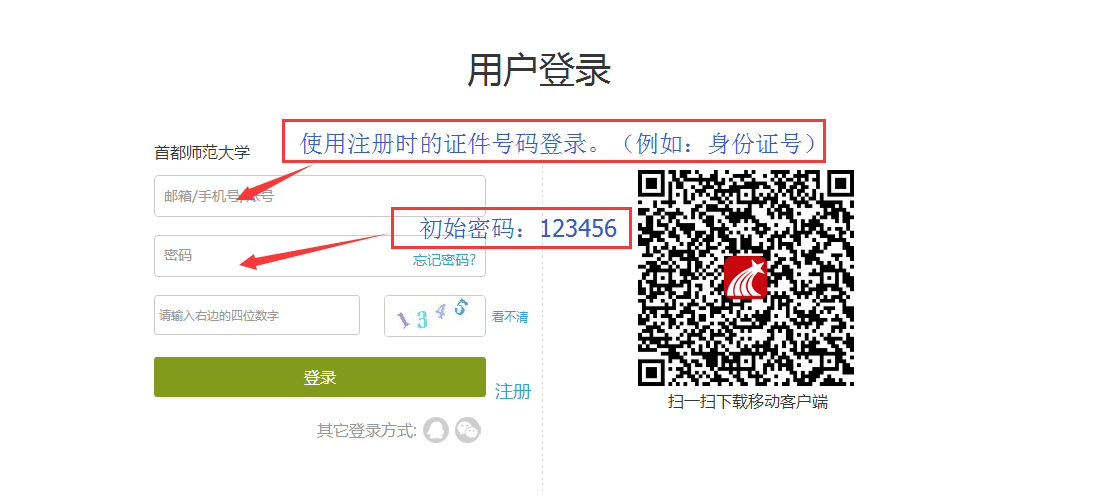 用户登录
使用注册时的证件号码登录。（例如：身份证号）
首都师范大学
邮箱/手机号/账号
初始密码：123456
密码
忘记密码?
请输入右边的四位数字
1345
看不清
登录
注册
其它登录方式:
扫一扫下载移动客户端